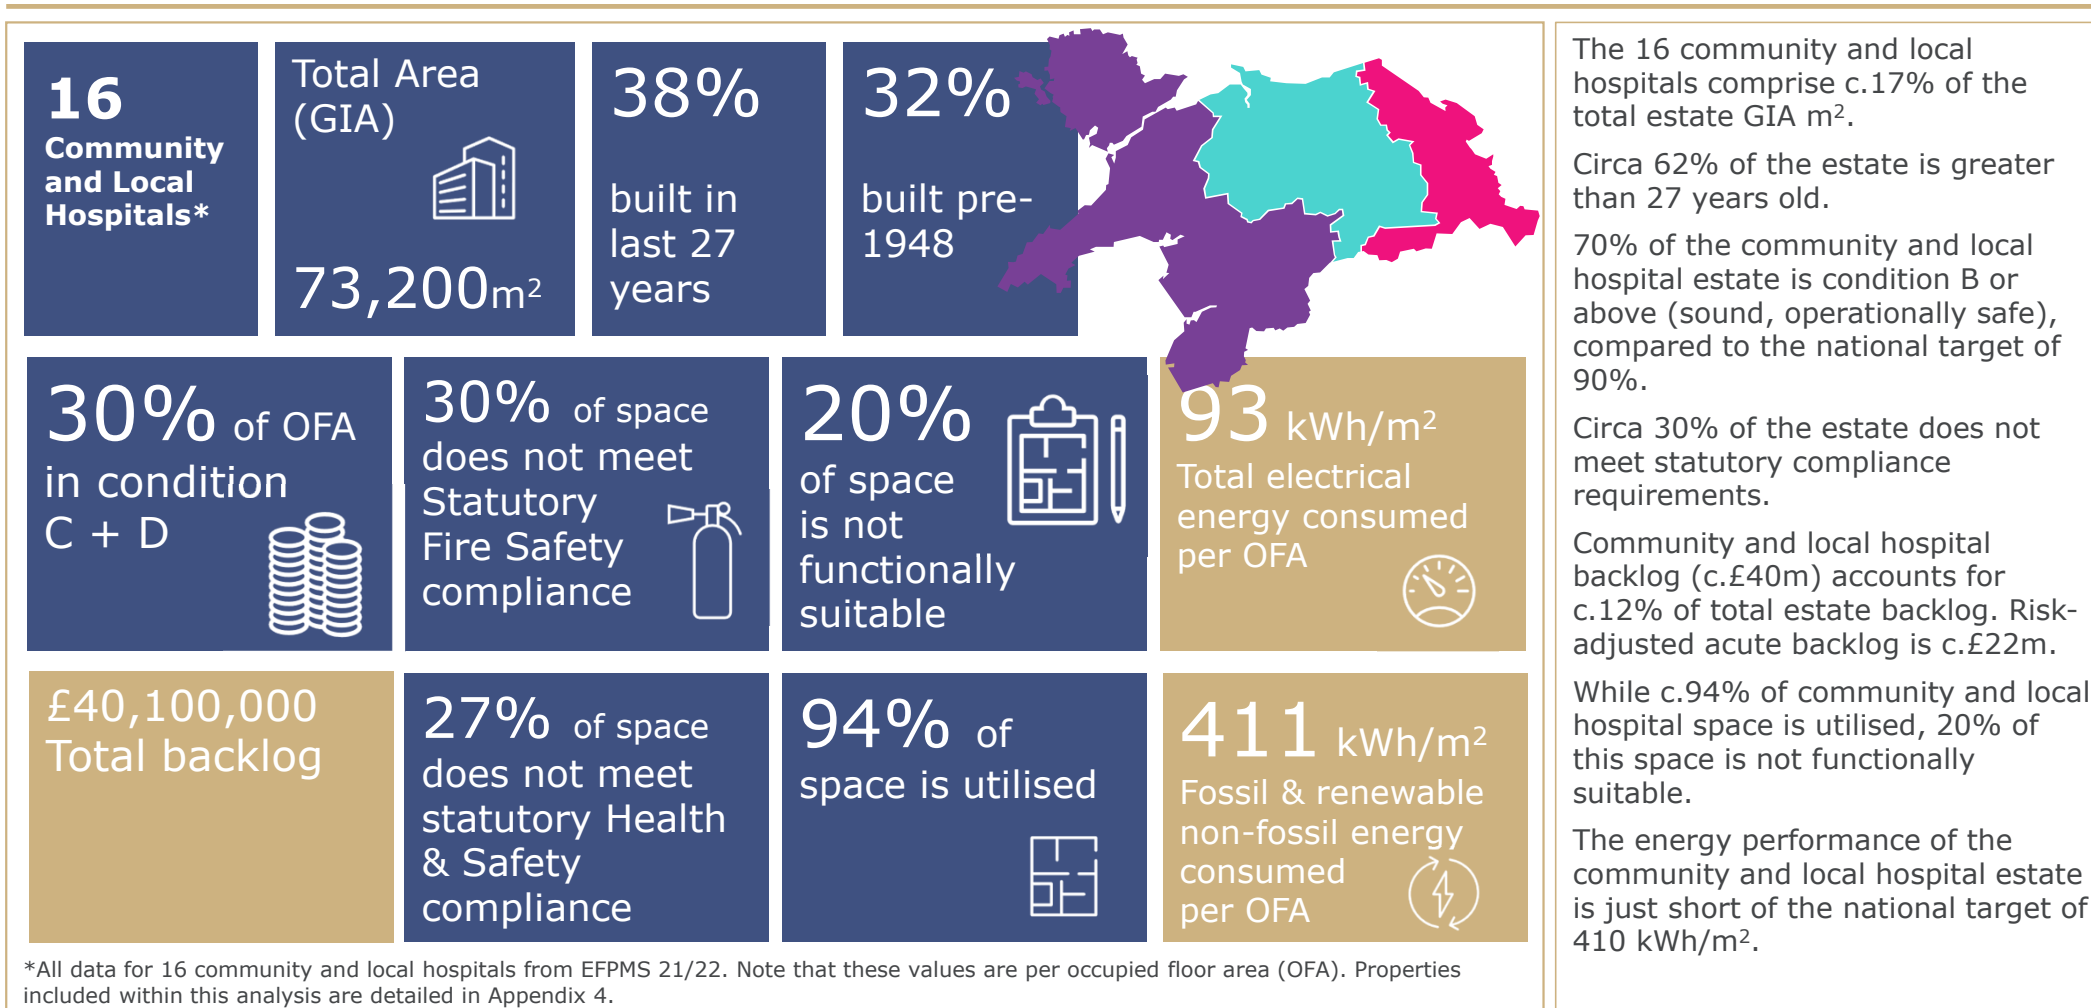 16
Community
and Local
Hospitals*
Total Area
(GIA)
73,200m²
38%
built in
last 27
years
32%
built pre-
1948
30% of OFA
in condition
C + D
30% of space
does not meet
Statutory
Fire Safety
compliance
20%
of space
is not
functionally
suitable
93 kWh/m²
Total electrical
energy consumed
per OFA
£40,100,000
Total backlog
27% of space
does not meet
statutory Health
& Safety
compliance
94% of
space is utilised
411 kWh/m²
Fossil & renewable
non-fossil energy
consumed
per OFA
*All data for 16 community and local hospitals from EFPMS 21/22. Note that these values are per occupied floor area (OFA). Properties
included within this analysis are detailed in Appendix 4.
The 16 community and local
hospitals comprise c.17% of the
total estate GIA m².
Circa 62% of the estate is greater
than 27 years old.
70% of the community and local
hospital estate is condition B or
above (sound, operationally safe),
compared to the national target of
90%.
Circa 30% of the estate does not
meet statutory compliance
requirements.
Community and local hospital
backlog (c.£40m) accounts for
c.12% of total estate backlog. Risk-
adjusted acute backlog is c.£22m.
While c.94% of community and local
hospital space is utilised, 20% of
this space is not functionally
suitable.
The energy performance of the
community and local hospital estate
is just short of the national target of
410 kWh/m².